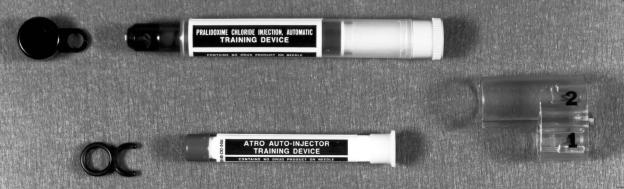 PRALIDOXIME CHLORIDE INJECTION, AUTOMATIC
TRAINING DEVICE
CONTAINS NO DRUG PRODUCT OR NEEDLE
2
1
ATRO AUTO-INJECTOR
TRAINING DEVICE
CONTAINS NO DRUG PRODUCT OR NEEDLE